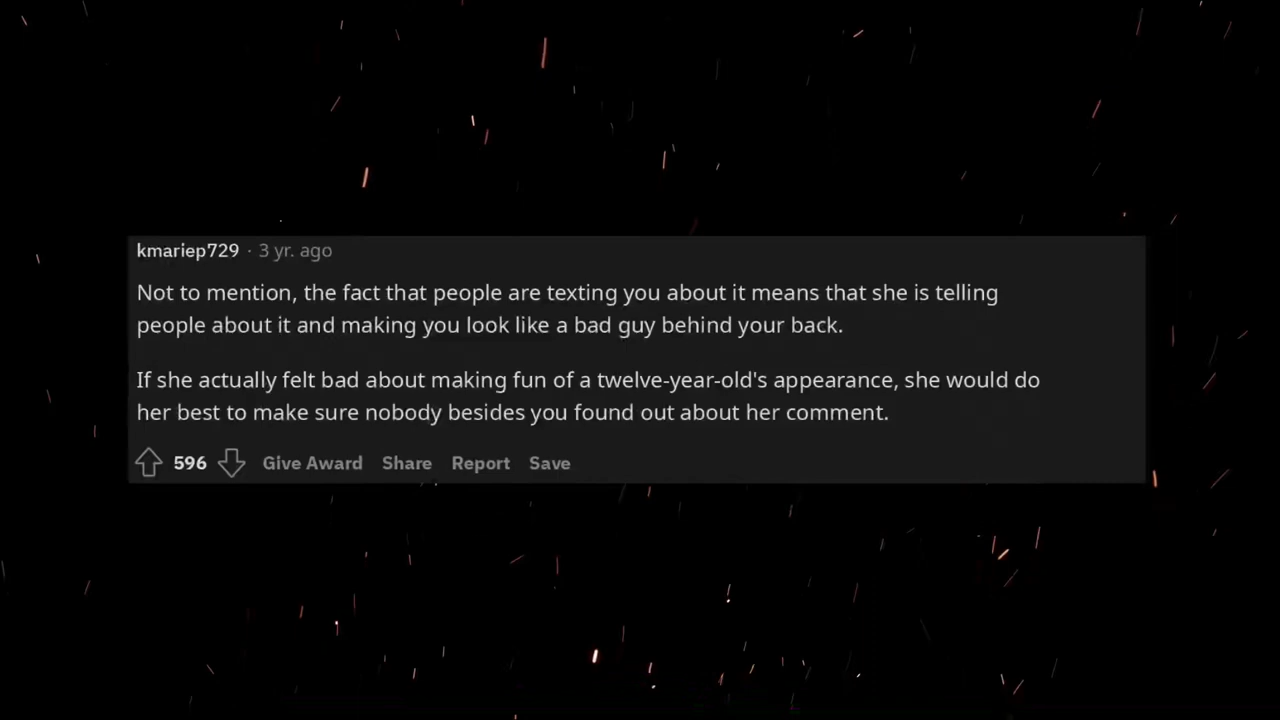 kmariep729 · 3 yr. ago
Not to mention, the fact that people are texting you about it means that she is telling
people about it and making you look like a bad guy behind your back.
If she actually felt bad about making fun of a twelve-year-old's appearance, she would do
her best to make sure nobody besides you found out about her comment.
596 Give Award Share Report Save